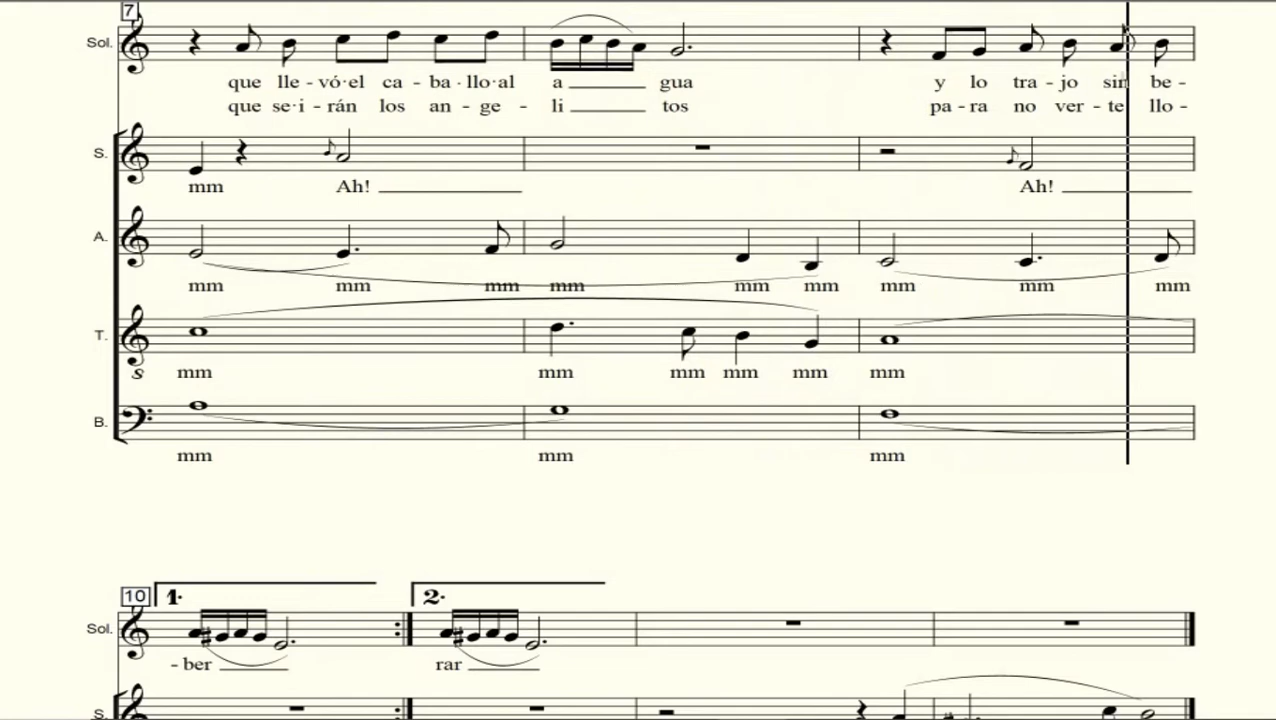 7
Sol.
que lle - vó·el ca - ba · llo·al a gua y lo tra - jo sin be -
que se·i - rán los an - ge - li tos pa - ra no ver - te llo -
S.
mm Ah! Ah!
A.
mm mm mm mm mm mm mm mm mm
T.
8 mm mm mm mm mm mm
B.
mm mm mm
10 1. 2.
Sol.
- ber rar
S.